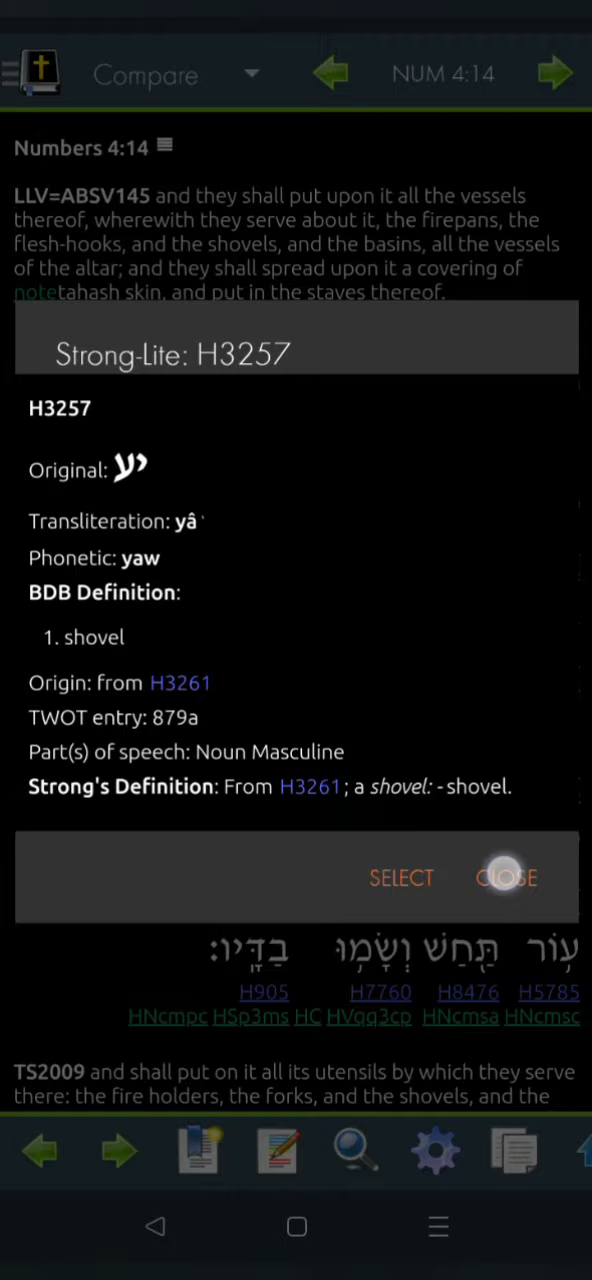 Compare
NUM 4:14
Numbers 4:14
LLV=ABSV145 and they shall put upon it all the vessels
thereof, wherewith they serve about it, the firepans, the
flesh-hooks, and the shovels, and the basins, all the vessels
of the altar; and they shall spread upon it a covering of
notetahash skin, and put in the staves thereof.
Strong-Lite: H3257
H3257
Original: יע
Transliteration: yâ‛
Phonetic: yaw
BDB Definition:
1. shovel
Origin: from H3261
TWOT entry: 879a
Part(s) of speech: Noun Masculine
Strong's Definition: From H3261; a shovel: - shovel.
SELECT CLOSE
ע֥וֹר תַּ֖חַשׁ וְשָׂמ֥וּ בַדָּֽיו׃
H905 H7760 H8476 H5785
HNcmpc HSp3ms HC HVqq3cp HNcmsa HNcmsc
TS2009 and shall put on it all its utensils by which they serve
there: the fire holders, the forks, and the shovels, and the